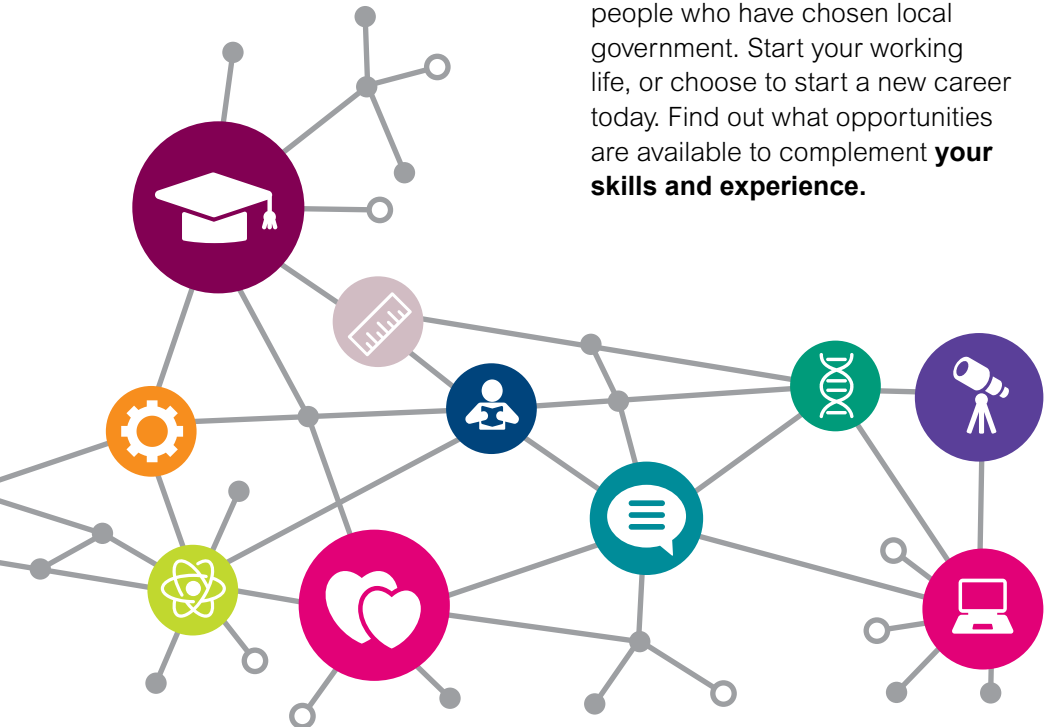 people who have chosen local
government. Start your working
life, or choose to start a new career
today. Find out what opportunities
are available to complement your
skills and experience.